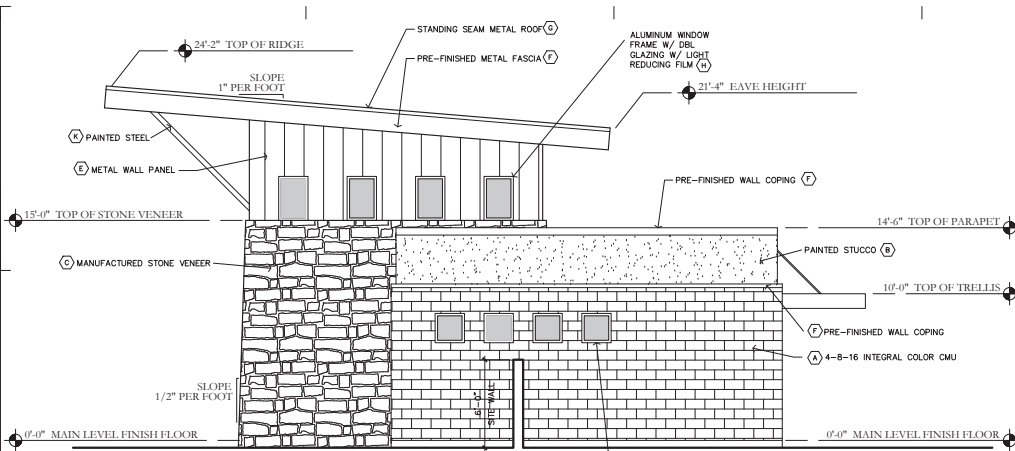 STANDING SEAM METAL ROOF G
24'-2" TOP OF RIDGE
PRE-FINISHED METAL FASCIA F
ALUMINUM WINDOW
FRAME W/ DBL
GLAZING W/ LIGHT
REDUCING FILM H
SLOPE
1" PER FOOT
21'-4" EAVE HEIGHT
K PAINTED STEEL
E METAL WALL PANEL
PRE-FINISHED WALL COPING F
15'-0" TOP OF STONE VENEER
14'-6" TOP OF PARAPET
PAINTED STUCCO B
C MANUFACTURED STONE VENEER
10'-0" TOP OF TRELLIS
F PRE-FINISHED WALL COPING
A 4-8-16 INTEGRAL COLOR CMU
SLOPE
1/2" PER FOOT
6'-0"
SITE WALL
0'-0" MAIN LEVEL FINISH FLOOR
0'-0" MAIN LEVEL FINISH FLOOR